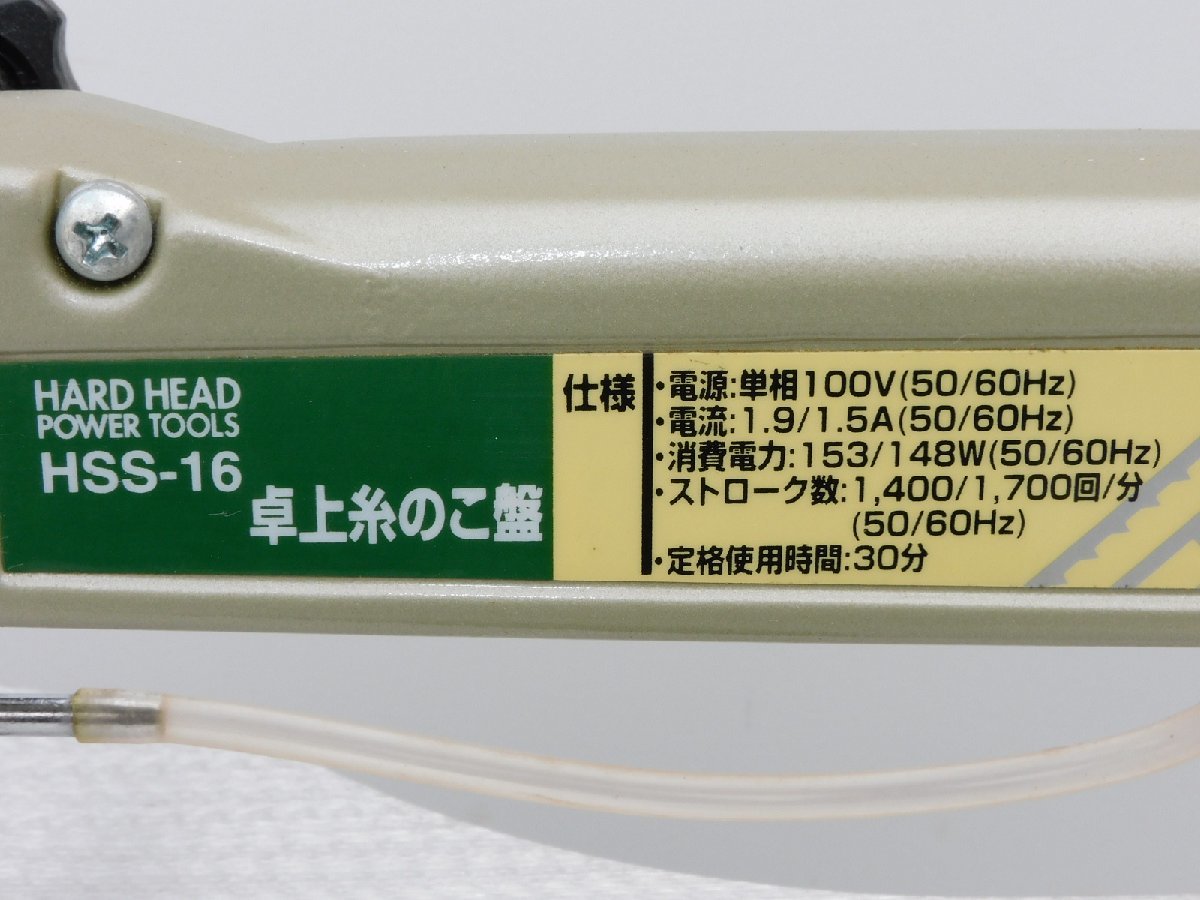 HARD HEAD
POWER TOOLS
HSS-16
卓上糸のこ盤
仕様
・電源:単相100V(50/60Hz)
・電流:1.9/1.5A(50/60Hz)
・消費電力:153/148W(50/60Hz)
・ストローク数:1,400/1,700回/分
(50/60Hz)
・定格使用時間:30分